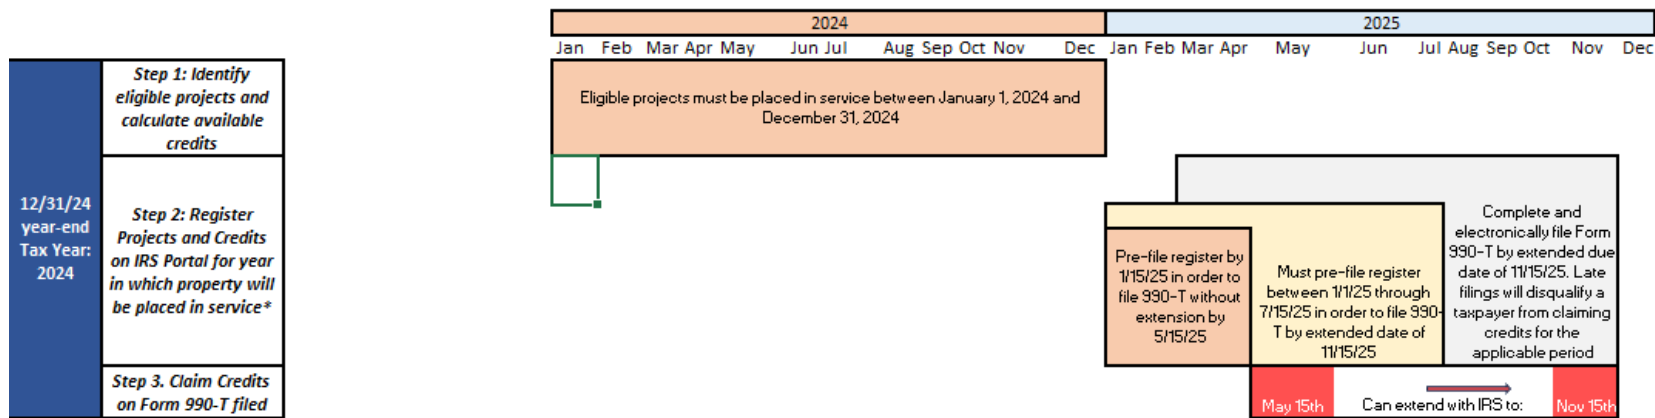 2024
2025
Jan Feb Mar Apr May Jun Jul Aug Sep Oct Nov Dec Jan Feb Mar Apr May Jun Jul Aug Sep Oct Nov Dec
12/31/24
year-end
Tax Year:
2024
Step 1: Identify
eligible projects and
calculate available
credits
Eligible projects must be placed in service between January 1, 2024 and
December 31, 2024
Step 2: Register
Projects and Credits
on IRS Portal for year
in which property will
be placed in service*
Pre-file register by
1/15/25 in order to
file 990-T without
extension by
5/15/25
Must pre-file register
between 1/1/25 through
7/15/25 in order to file 990-
T by extended date of
11/15/25
Complete and
electronically file Form
990-T by extended due
date of 11/15/25. Late
filings will disqualify a
taxpayer from claiming
credits for the
applicable period
Step 3. Claim Credits
on Form 990-T filed
May 15th
Can extend with IRS to:
Nov 15th